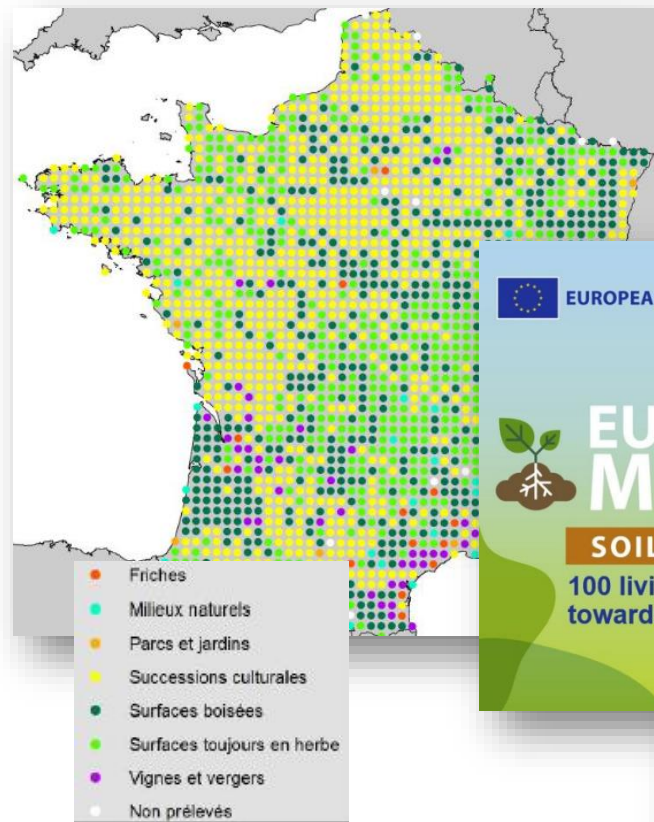 Friches
Milieux naturels
Parcs et jardins
Successions culturales
Surfaces boisées
Surfaces toujours en herbe
Vignes et vergers
Non prélevés
EUROPEA
EU
M
SOIL
100 livi
toward